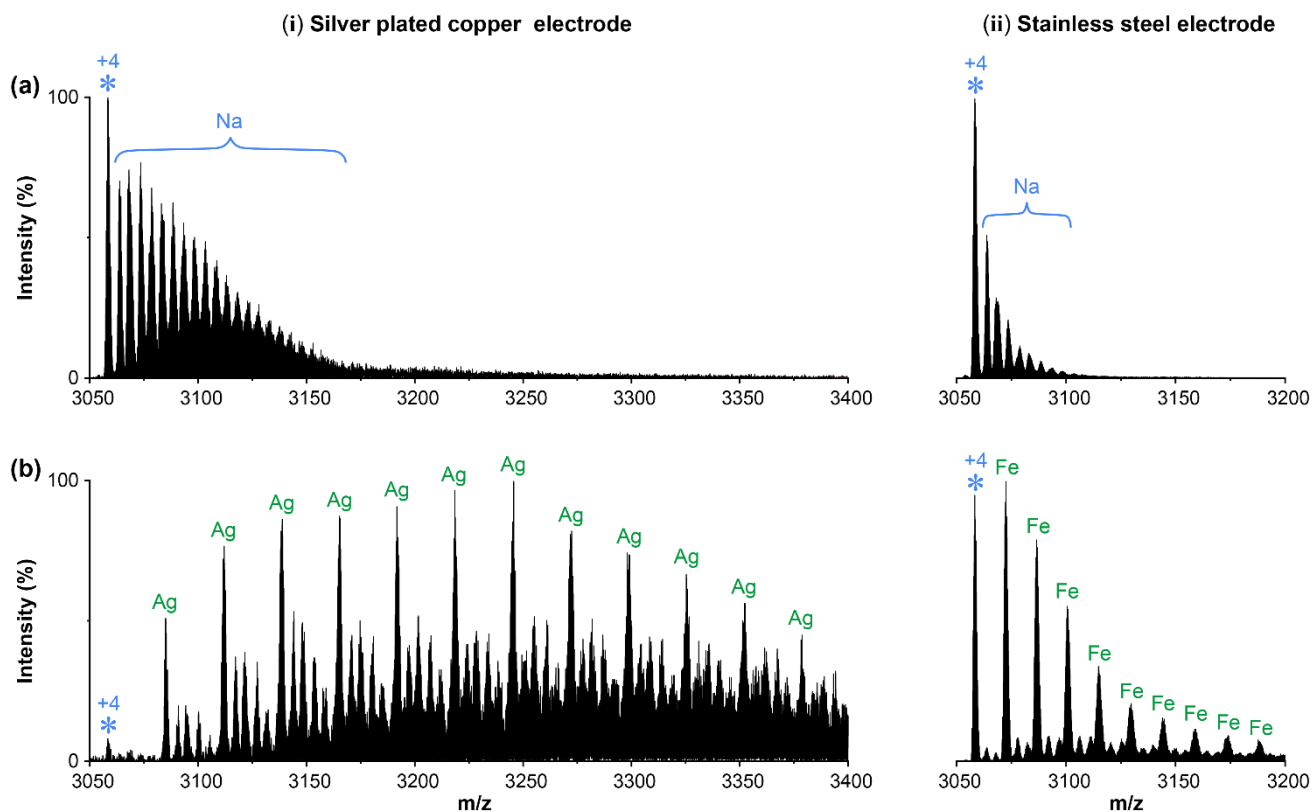 (i) Silver plated copper electrode
(ii) Stainless steel electrode
(a)
+4
*
Na
100
0
Intensity (%)
3050 3100 3150 3200 3250 3300 3350 3400
+4
*
Na
Intensity (%)
3050 3100 3150 3200
(b)
100
0
Intensity (%)
+4
*
Ag
Ag
Ag
Ag
Ag
Ag
Ag
Ag
Ag
Ag
Ag
Ag
3050 3100 3150 3200 3250 3300 3350 3400
m/z
+4
*
Fe
Fe
Fe
Fe
Fe
Fe
Fe
Fe
Fe
Intensity (%)
3050 3100 3150 3200
m/z